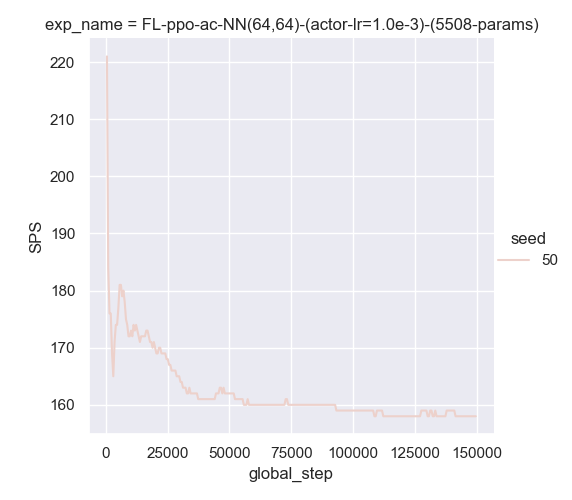 exp_name = FL-ppo-ac-NN(64,64)-(actor-lr=1.0e-3)-(5508-params)
220
210
200
190
180
170
160
SPS
seed
50
0 25000 50000 75000 100000 125000 150000
global_step